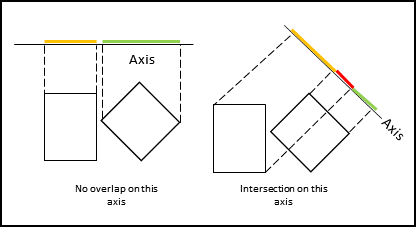 Axis
Axis
No overlap on this
axis
Intersection on this
axis